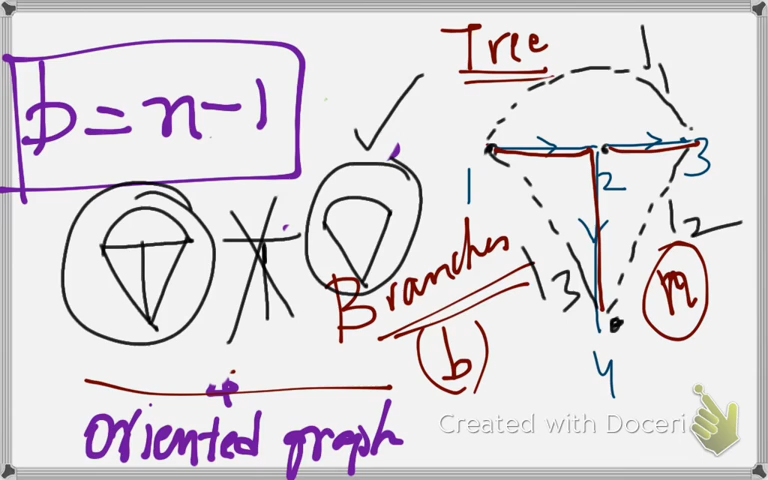 Tree
b = n-1
1
1
2
3
2
Branches
3
n
(b)
4
Oriented graph
Created with Doceri